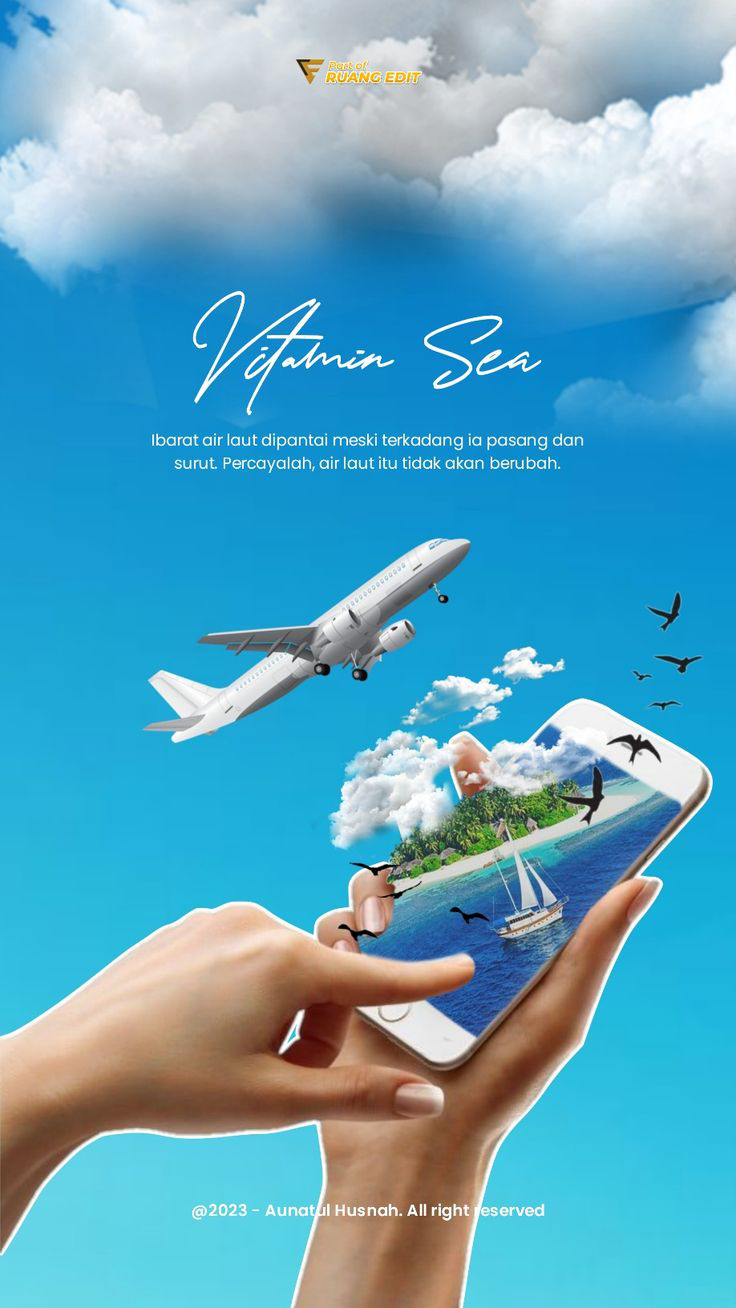 Part of
RUANG EDIT
Vitamin Sea
Ibarat air laut dipantai meski terkadang ia pasang dan
surut. Percayalah, air laut itu tidak akan berubah.
@2023 - Aunatul Husnah. All right reserved